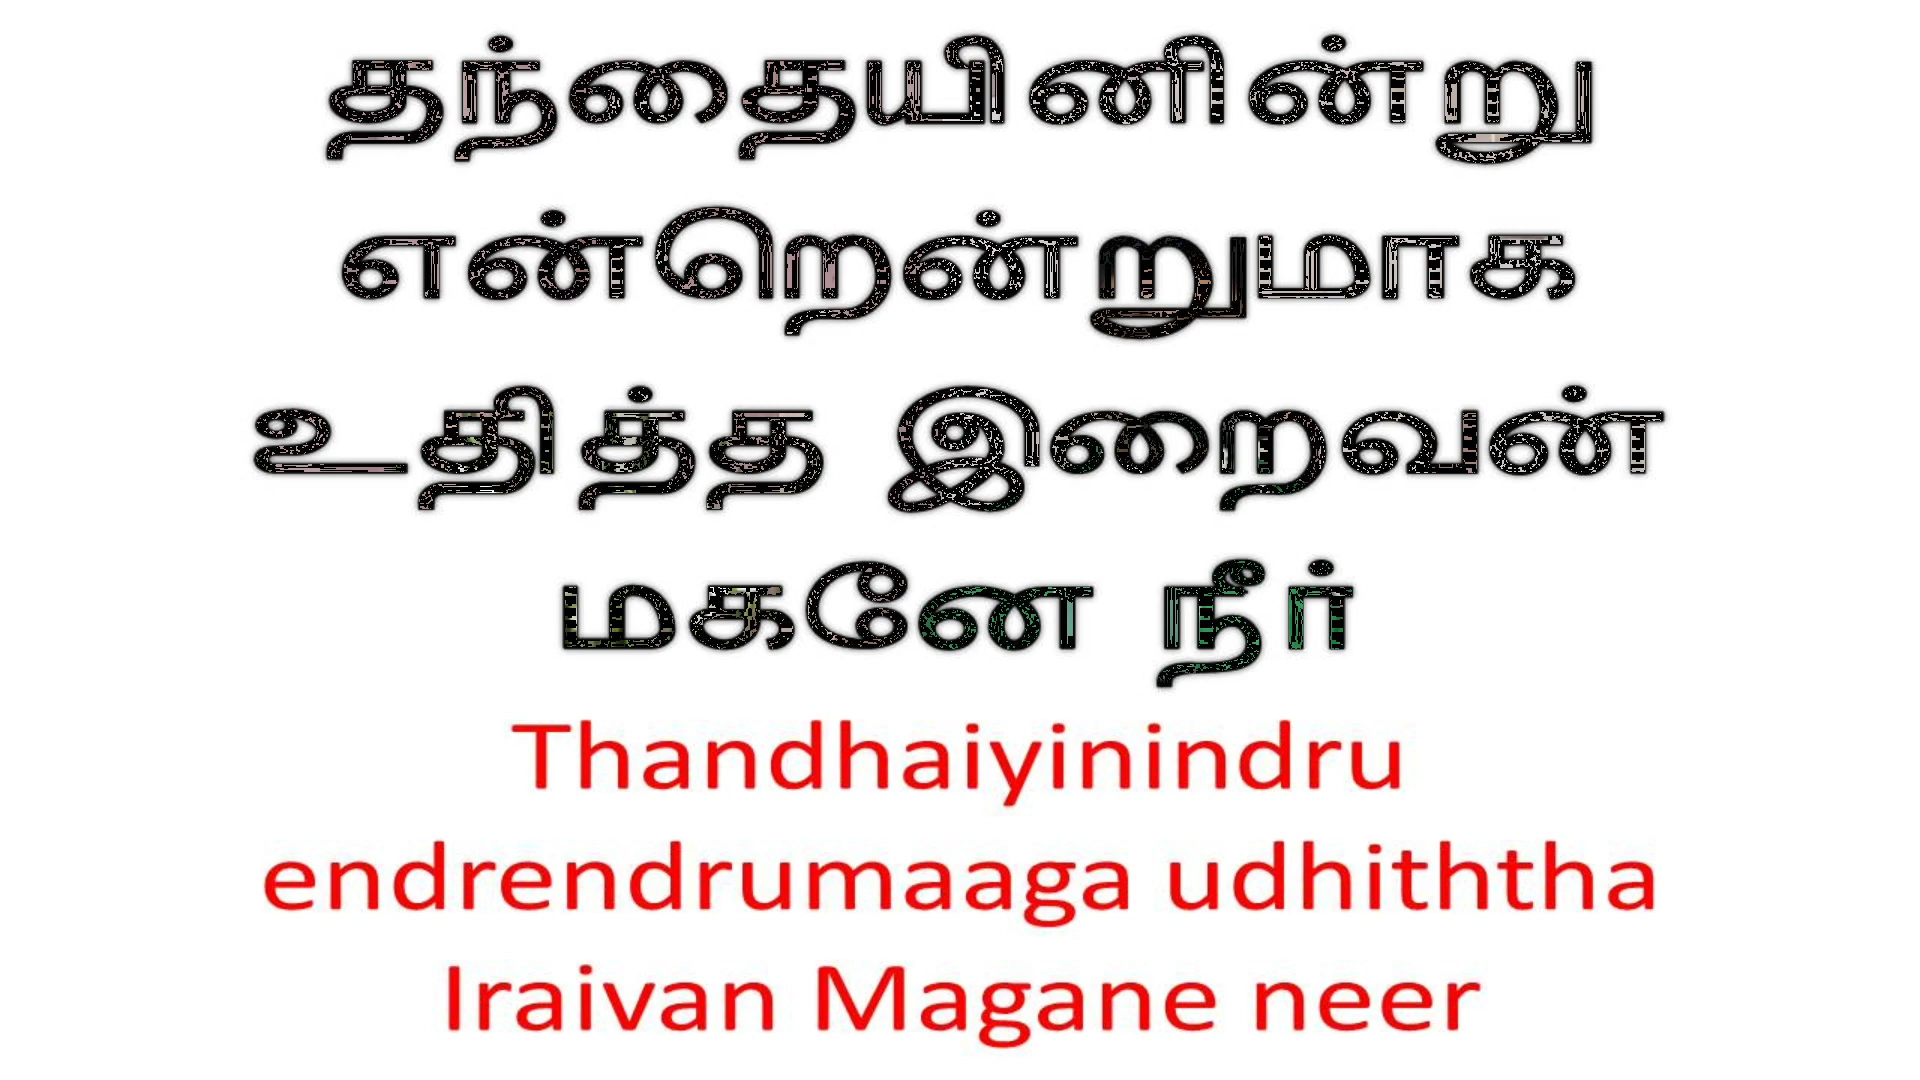 தந்தையினின்று
என்றென்றுமாக
உதித்த இறைவன்
மகனே நீர்
Thandhaiyinindru
endrendrumaaga udhiththa
Iraivan Magane neer